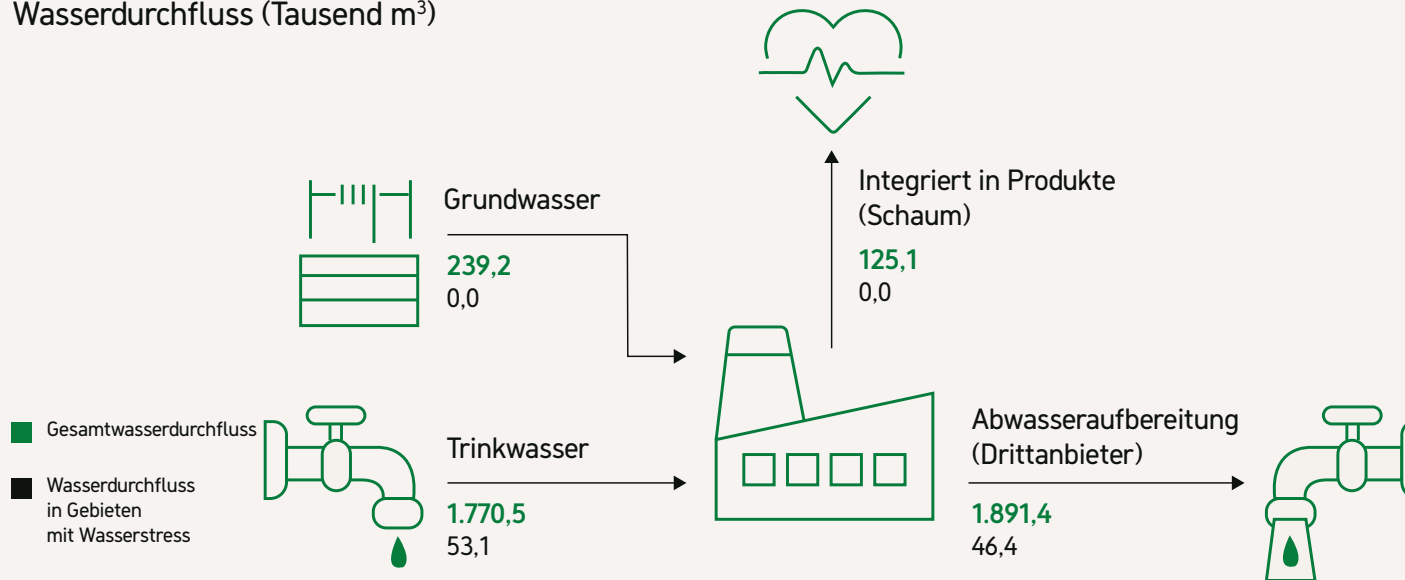 Wasserdurchfluss (Tausend m³)
Grundwasser
239,2
0,0
Integriert in Produkte
(Schaum)
125,1
0,0
Gesamtwasserdurchfluss
Wasserdurchfluss
in Gebieten
mit Wasserstress
Trinkwasser
1.770,5
53,1
Abwasseraufbereitung
(Drittanbieter)
1.891,4
46,4